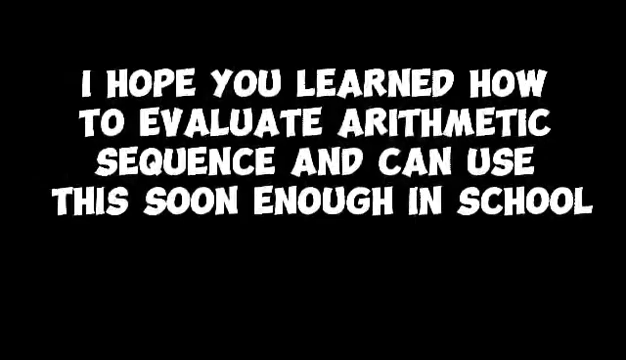 I HOPE YOU LEARNED HOW
TO EVALUATE ARITHMETIC
SEQUENCE AND CAN USE
THIS SOON ENOUGH IN SCHOOL